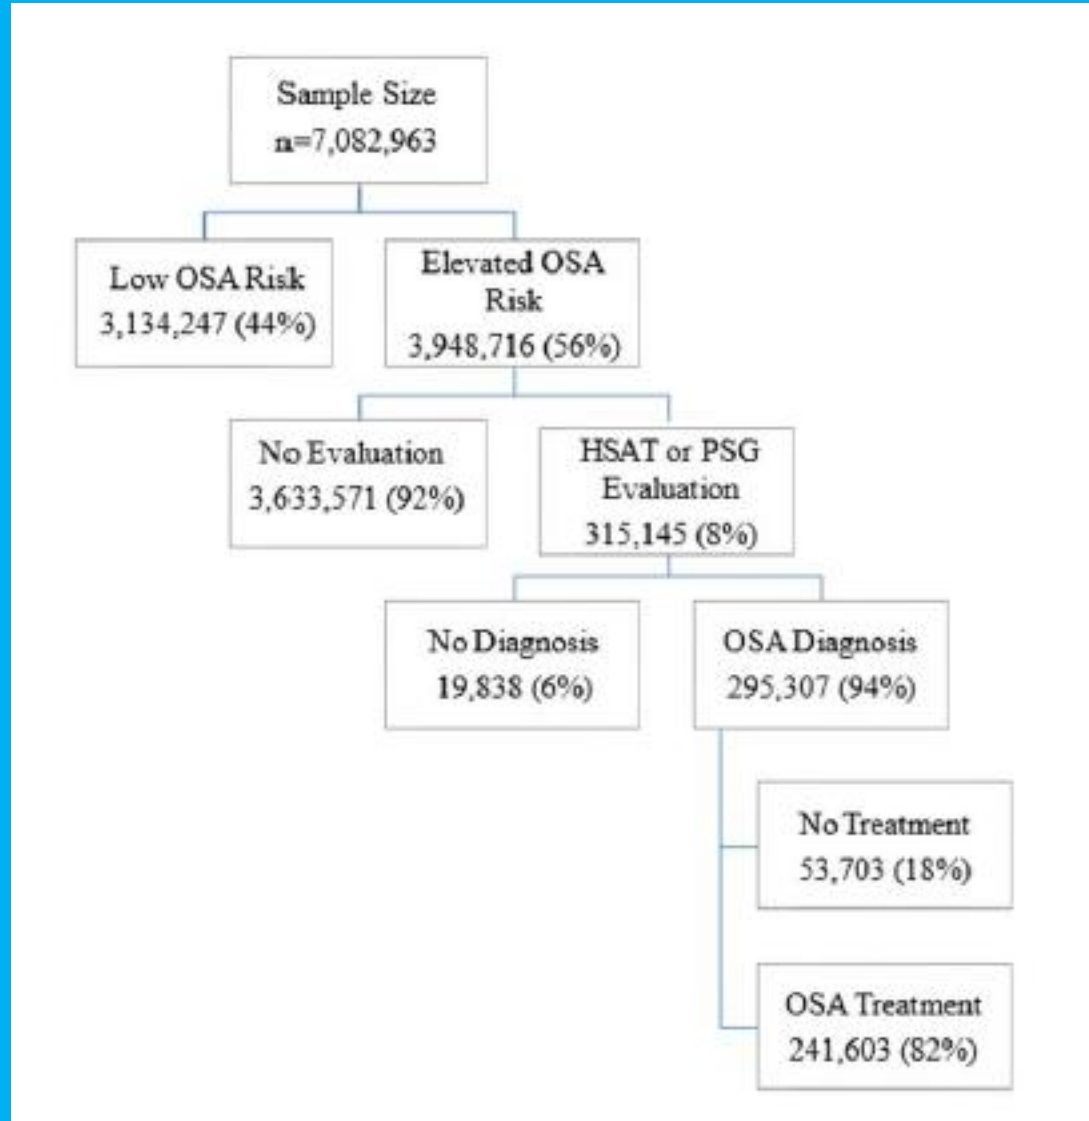 Sample Size
n=7,082,963
Low OSA Risk
3,134,247 (44%)
Elevated OSA
Risk
3,948,716 (56%)
No Evaluation
3,633,571 (92%)
HSAT or PSG
Evaluation
315,145 (8%)
No Diagnosis
19,838 (6%)
OSA Diagnosis
295,307 (94%)
No Treatment
53,703 (18%)
OSA Treatment
241,603 (82%)